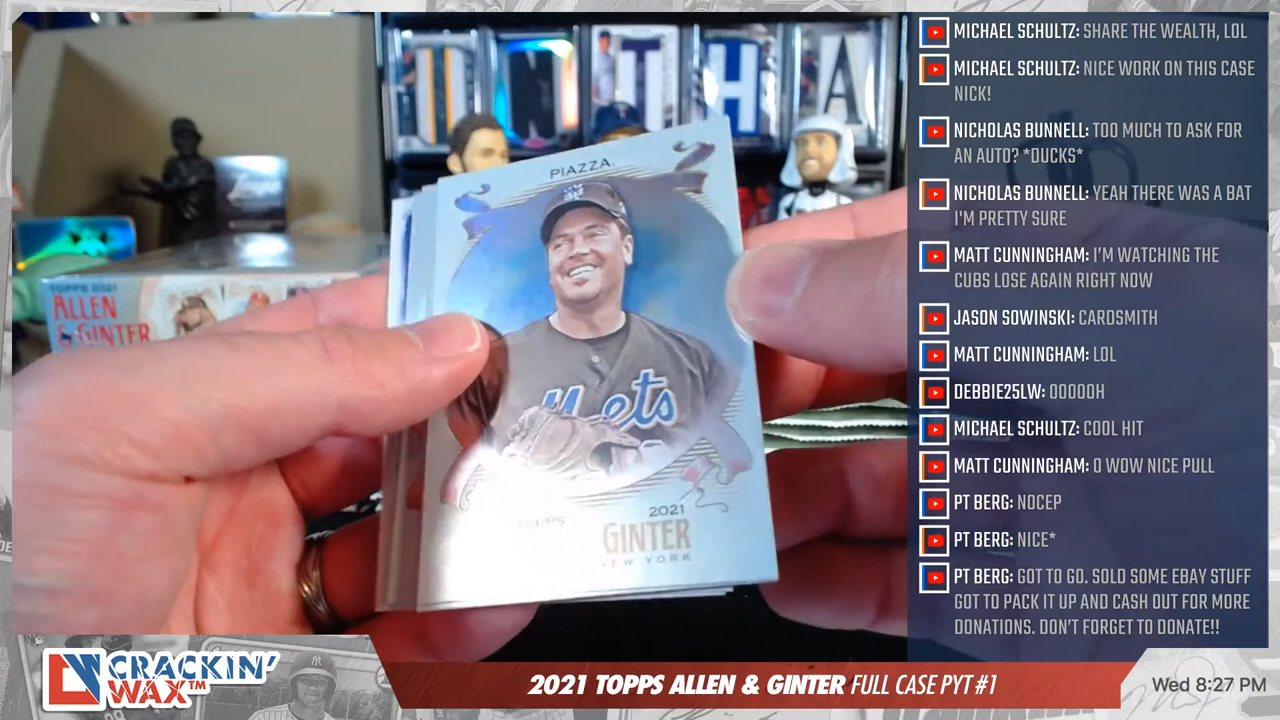 PIAZZA
Mets
2021
GINTER
NEW YORK
TOPPS 2021
ALLEN
& GINTER
T H A
MICHAEL SCHULTZ: SHARE THE WEALTH, LOL
MICHAEL SCHULTZ: NICE WORK ON THIS CASE
NICK!
NICHOLAS BUNNELL: TOO MUCH TO ASK FOR
AN AUTO? *DUCKS*
NICHOLAS BUNNELL: YEAH THERE WAS A BAT
I'M PRETTY SURE
MATT CUNNINGHAM: I'M WATCHING THE
CUBS LOSE AGAIN RIGHT NOW
JASON SOWINSKI: CARDSMITH
MATT CUNNINGHAM: LOL
DEBBIE25LW: OOOOOH
MICHAEL SCHULTZ: COOL HIT
MATT CUNNINGHAM: O WOW NICE PULL
PT BERG: NOCEP
PT BERG: NICE*
PT BERG: GOT TO GO. SOLD SOME EBAY STUFF
GOT TO PACK IT UP AND CASH OUT FOR MORE
DONATIONS. DON'T FORGET TO DONATE!!
CRACKIN'
WAX™
2021 TOPPS ALLEN & GINTER FULL CASE PYT #1
Wed 8:27 PM